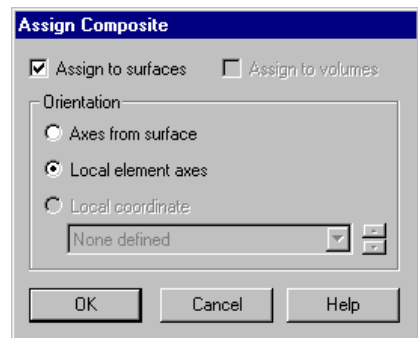 Assign Composite
Assign to surfaces Assign to volumes
Orientation
Axes from surface
Local element axes
Local coordinate
None defined
OK Cancel Help